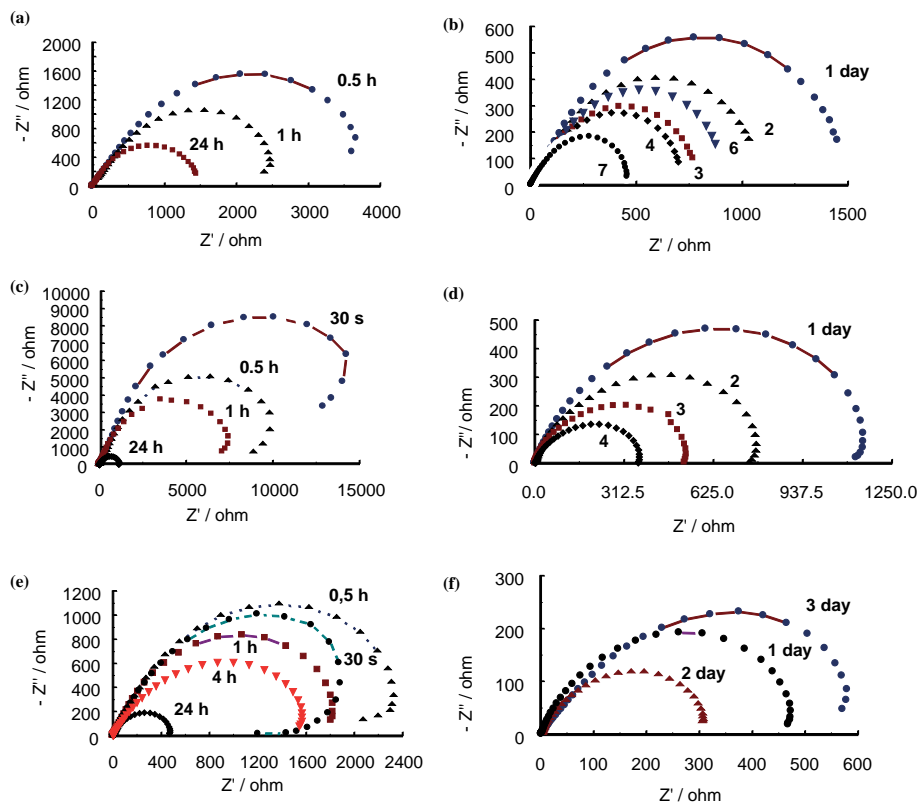 (a)
2000
1600
1200
800
400
0
- Z'' / ohm
0.5 h
1 h
24 h
0 1000 2000 3000 4000
Z' / ohm
(b)
600
500
400
300
200
100
0
- Z'' / ohm
1 day
2
6
4
3
7
0 500 1000 1500
Z' / ohm
(c)
10000
9000
8000
7000
6000
5000
4000
3000
2000
1000
0
- Z'' / ohm
30 s
0.5 h
1 h
24 h
0 5000 10000 15000
Z' / ohm
(d)
500
400
300
200
100
0
- Z''/ ohm
1 day
2
3
4
0.0 312.5 625.0 937.5 1250.0
Z' / ohm
(e)
1200
1000
800
600
400
200
0
- Z'' / ohm
0,5 h
30 s
1 h
4 h
24 h
0 400 800 1200 1600 2000 2400
Z' / ohm
(f)
300
200
100
0
- Z'' / ohm
3 day
1 day
2 day
0 100 200 300 400 500 600
Z' / ohm